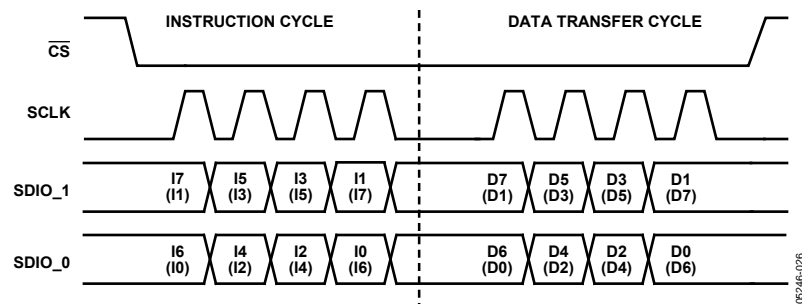 INSTRUCTION CYCLE DATA TRANSFER CYCLE
CS
SCLK
SDIO_1 I7 I5 I3 I1 D7 D5 D3 D1
(I1) (I3) (I5) (I7) (D1) (D3) (D5) (D7)
SDIO_0 I6 I4 I2 I0 D6 D4 D2 D0
(I0) (I2) (I4) (I6) (D0) (D2) (D4) (D6)
05246-026